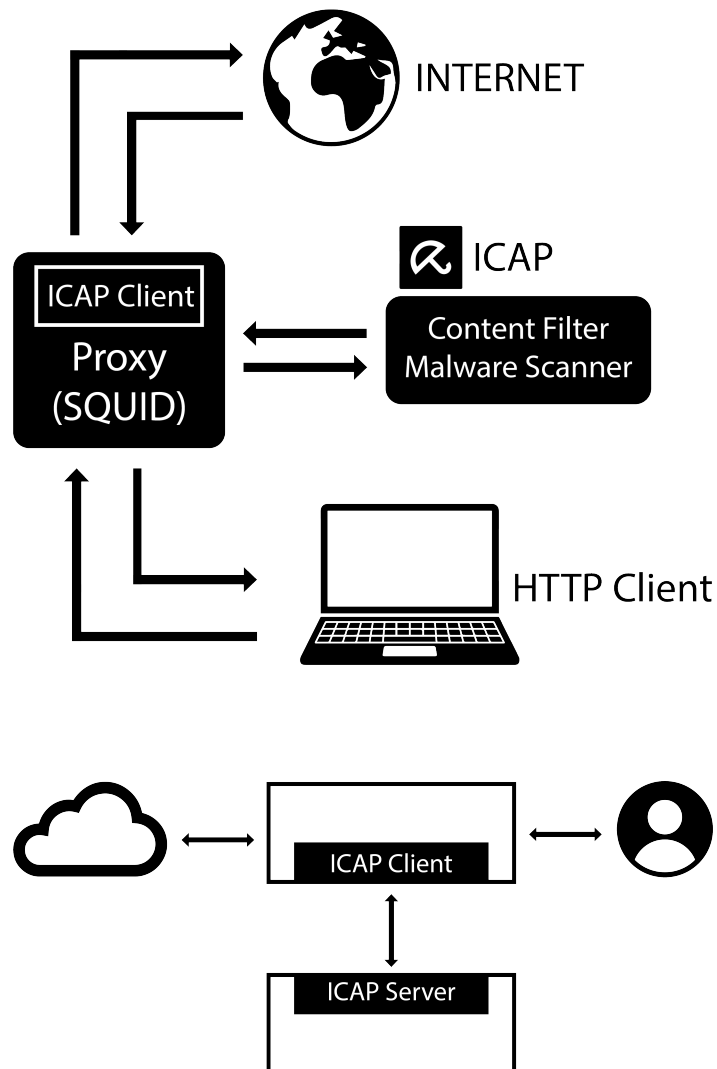 INTERNET
ICAP
ICAP Client
Content Filter
Proxy
Malware Scanner
(SQUID)
HTTP Client
ICAP Client
ICAP Server